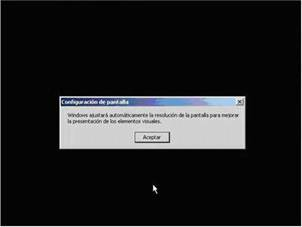 Configuración de pantalla
Windows ajustará automáticamente la resolución de la pantalla para mejorar
la presentación de los elementos visuales.
Aceptar